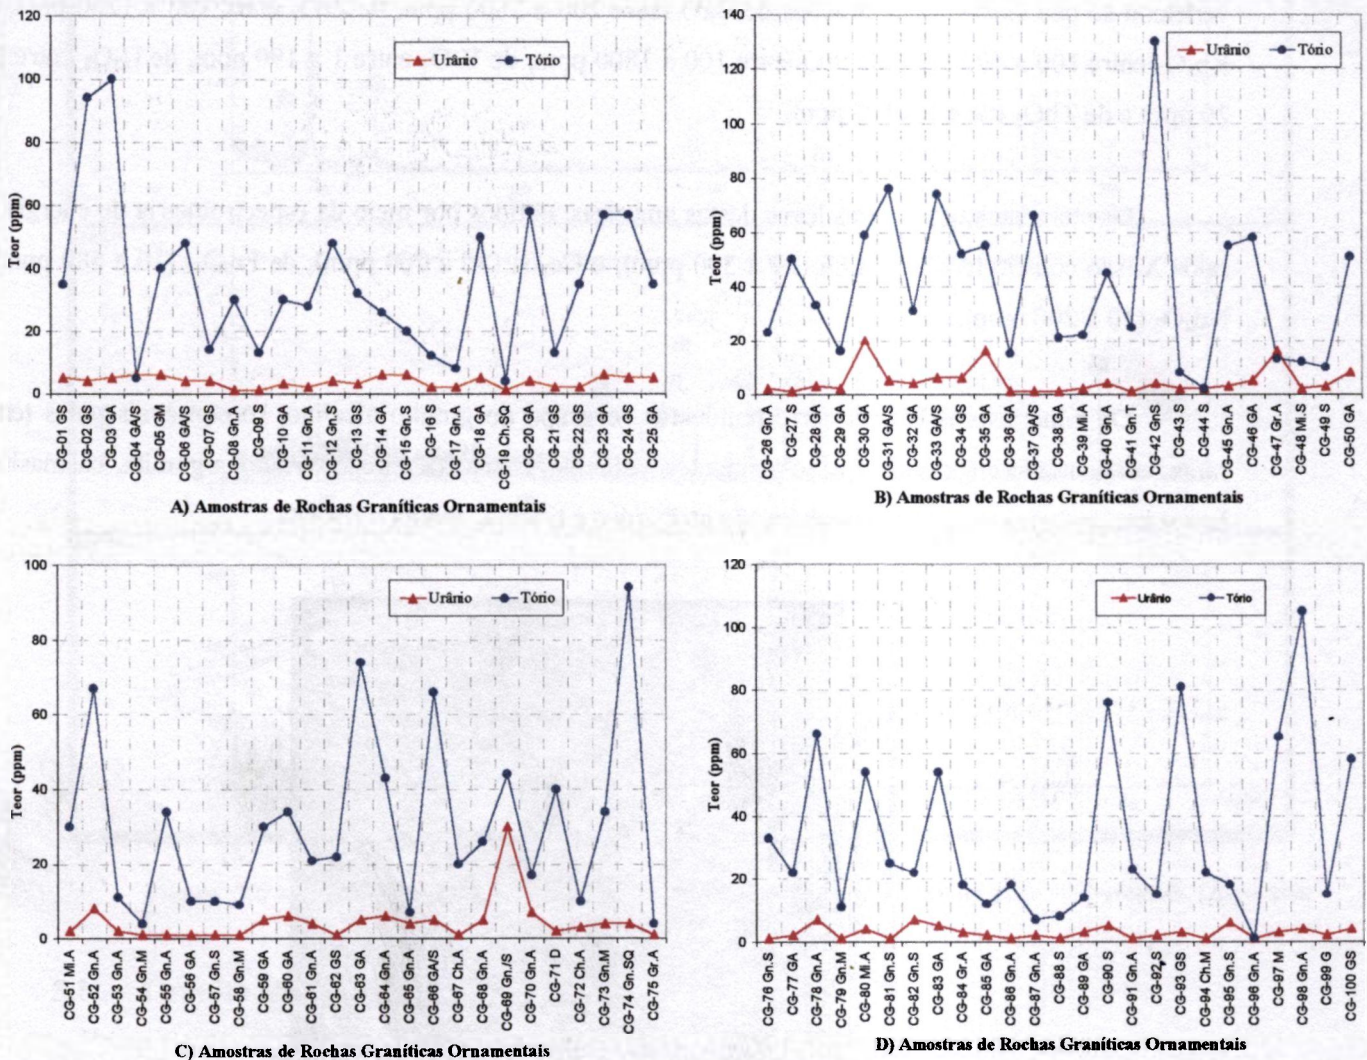 120
100
80
60
40
20
0
Teor (ppm)
Urânio Tório
CG-01 GS
CG-02 GS
CG-03 GS
CG-04 GA/VS
CG-05 GM
CG-06 GA/VS
CG-07 GS
CG-08 Gn.M
CG-09 S
CG-10 GA
CG-11 Gn.A
CG-12 Gn.S
CG-13 GS
CG-14 GA
CG-15 Gn.A
CG-16 S
CG-17 Gn.A
CG-18 GA
CG-19 Ch.M
CG-20 GA
CG-21 GS
CG-22 GS
CG-23 GS
CG-24 GA
CG-25 GA
A) Amostras de Rochas Graníticas Ornamentais
140
120
100
80
60
40
20
0
Teor (ppm)
Urânio Tório
CG-26 Gn.S
CG-27 S
CG-28 GA
CG-29 GA
CG-30 GA
CG-31 GA/VS
CG-32 GA
CG-33 GA/VS
CG-34 GS
CG-35 GA
CG-36 GA
CG-37 GA/VS
CG-38 GA
CG-39 Mi.A
CG-40 Gn.A
CG-41 Gn.T
CG-42 GnS
CG-43 S
CG-44 D
CG-45 Gn.A
CG-46 GA
CG-47 Gr.A
CG-48 Mi.S
CG-49 S
CG-50 GA
B) Amostras de Rochas Graníticas Ornamentais
100
80
60
40
20
0
Teor (ppm)
Urânio Tório
CG-51 Mi.A
CG-52 Gn.A
CG-53 Gn.A
CG-54 Gn.M
CG-55 Gn.A
CG-56 GA
CG-57 Gn.S
CG-58 Gn.M
CG-59 GA
CG-60 GA
CG-61 Gn.A
CG-62 GS
CG-63 GA
CG-64 Gn.A
CG-65 Gn.A
CG-66 GA/S
CG-67 Ch.A
CG-68 Gn.A
CG-69 Gn./S
CG-70 Gn.A
CG-71 D
CG-72 Ch.A
CG-73 Gn.M
CG-74 Gn.SQ
CG-75 Gr.A
C) Amostras de Rochas Graníticas Ornamentais
120
100
80
60
40
20
0
Teor (ppm)
Urânio Tório
CG-76 Gn.S
CG-77 GA
CG-78 Gn.A
CG-79 Gn.M
CG-80 Mi.A
CG-81 Gn.S
CG-82 Gn.S
CG-83 GA
CG-84 Gr.A
CG-85 GA
CG-86 Gn.A
CG-87 Gn.A
CG-88 S
CG-89 GA
CG-90 S
CG-91 Gn.A
CG-92 S
CG-93 GS
CG-94 Ch.M
CG-95 Gn.S
CG-96 Gn.A
CG-97 M
CG-98 Gn.A
CG-99 G
CG-100 GS
D) Amostras de Rochas Graníticas Ornamentais